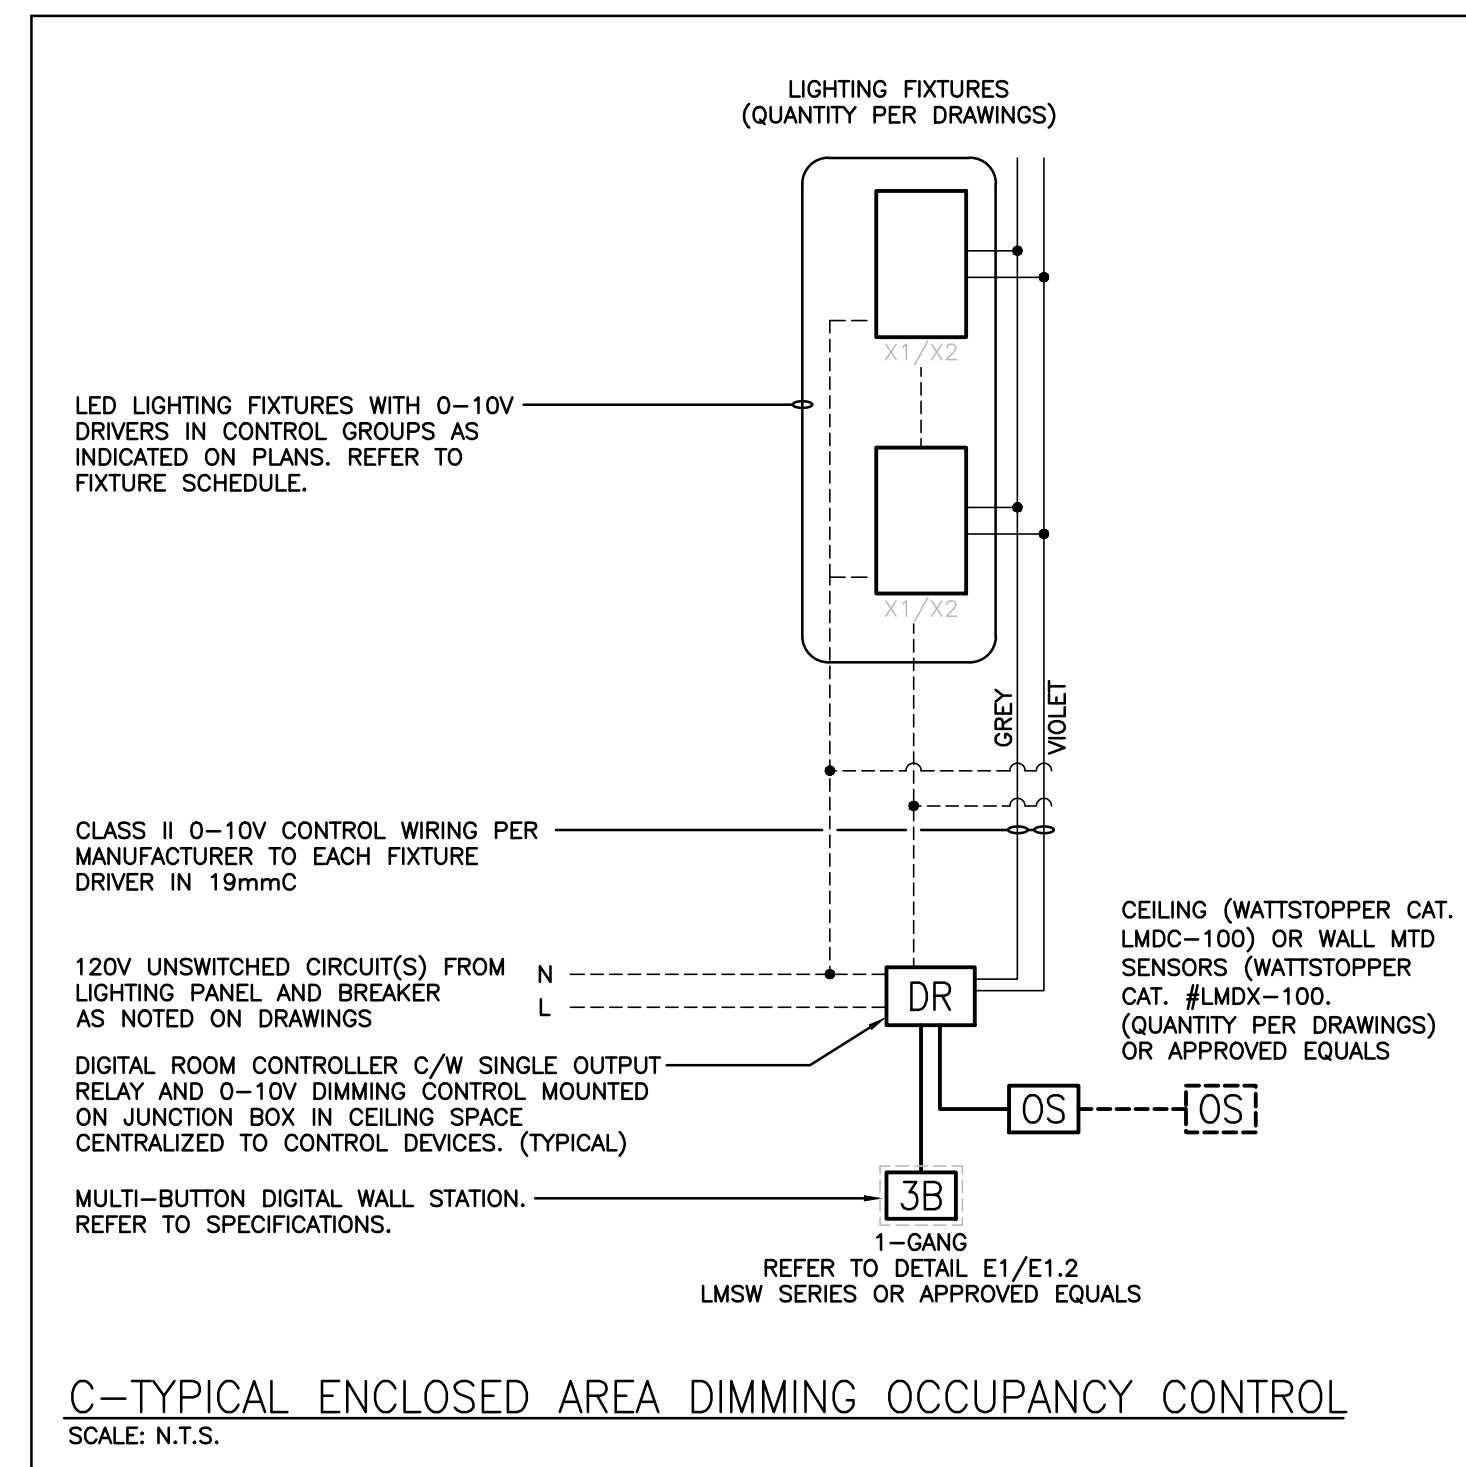 LIGHTING FIXTURES
(QUANTITY PER DRAWINGS)
X1/X2
LED LIGHTING FIXTURES WITH 0-10V
DRIVERS IN CONTROL GROUPS AS
INDICATED ON PLANS. REFER TO
FIXTURE SCHEDULE.
X1/X2
GREY
VIOLET
CLASS II 0-10V CONTROL WIRING PER
MANUFACTURER TO EACH FIXTURE
DRIVER IN 19mmC
120V UNSWITCHED CIRCUIT(S) FROM
LIGHTING PANEL AND BREAKER
AS NOTED ON DRAWINGS
N
L
DR
CEILING (WATTSTOPPER CAT.
LMDC-100) OR WALL MTD
SENSORS (WATTSTOPPER
CAT. #LMDX-100.
(QUANTITY PER DRAWINGS)
OR APPROVED EQUALS
DIGITAL ROOM CONTROLLER C/W SINGLE OUTPUT
RELAY AND 0-10V DIMMING CONTROL MOUNTED
ON JUNCTION BOX IN CEILING SPACE
CENTRALIZED TO CONTROL DEVICES. (TYPICAL)
OS
OS
MULTI-BUTTON DIGITAL WALL STATION.
REFER TO SPECIFICATIONS.
3B
1-GANG
REFER TO DETAIL E1/E1.2
LMSW SERIES OR APPROVED EQUALS
C-TYPICAL ENCLOSED AREA DIMMING OCCUPANCY CONTROL
SCALE: N.T.S.